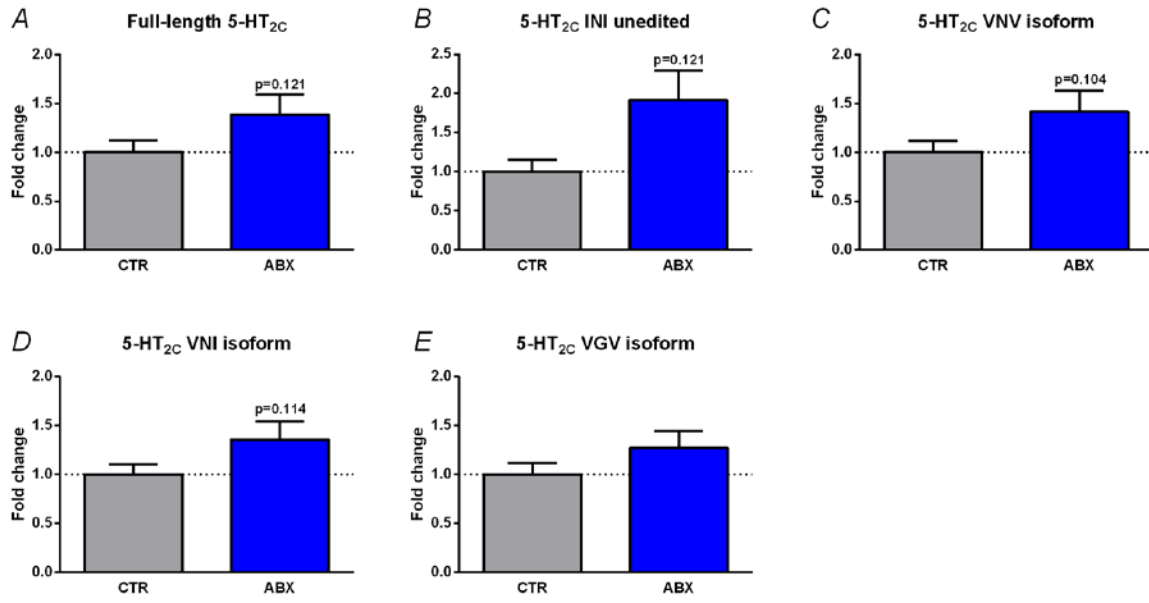 A
Full-length 5-HT2C
Fold change
2.0
1.5
1.0
0.5
0.0
p=0.121
CTR
ABX
B
5-HT2C INI unedited
Fold change
2.5
2.0
1.5
1.0
0.5
0.0
p=0.121
CTR
ABX
C
5-HT2C VNV isoform
Fold change
2.0
1.5
1.0
0.5
0.0
p=0.104
CTR
ABX
D
5-HT2C VNI isoform
Fold change
2.0
1.5
1.0
0.5
0.0
p=0.114
CTR
ABX
E
5-HT2C VGV isoform
Fold change
2.0
1.5
1.0
0.5
0.0
CTR
ABX